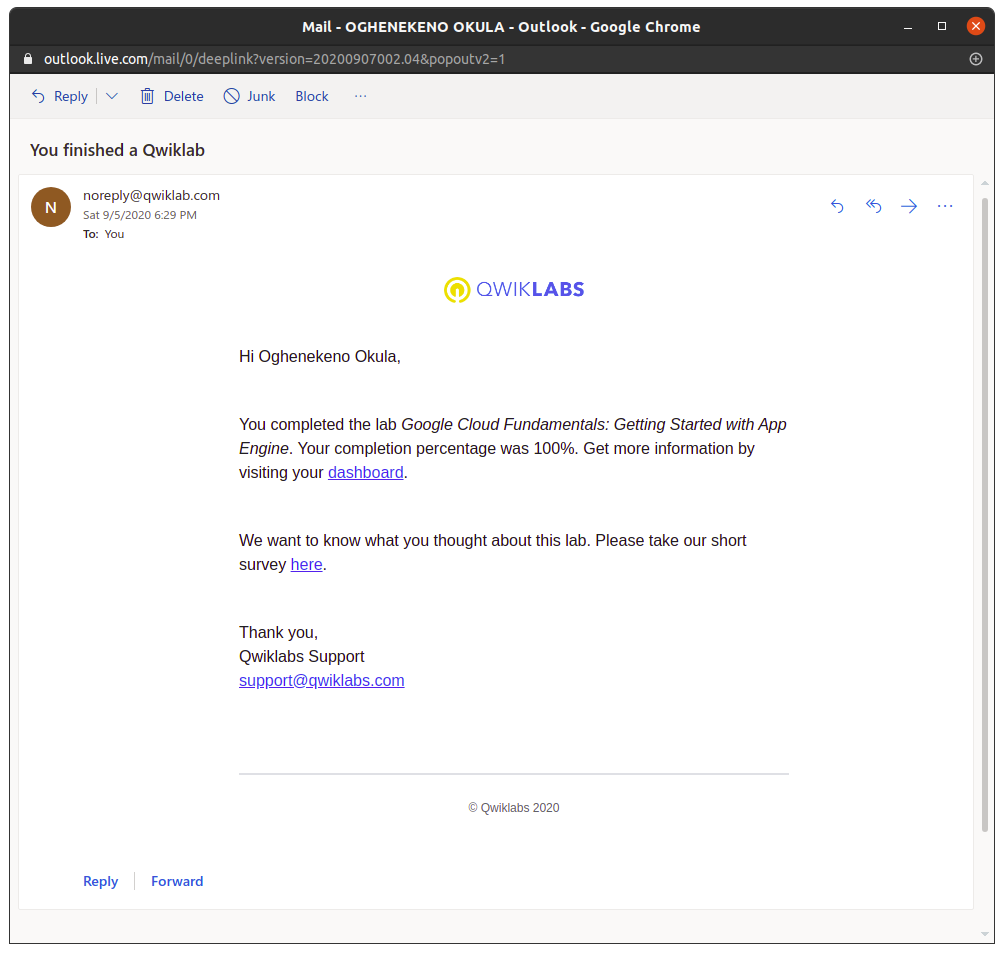 Mail - OGHENEKENO OKULA - Outlook - Google Chrome
outlook.live.com/mail/0/deeplink?version=20200907002.04&popoutv2=1
Reply Delete Junk Block ...
You finished a Qwiklab
N
noreply@qwiklab.com
Sat 9/5/2020 6:29 PM
To: You
QWIKLABS
Hi Oghenekeno Okula,
You completed the lab Google Cloud Fundamentals: Getting Started with App
Engine. Your completion percentage was 100%. Get more information by
visiting your dashboard.
We want to know what you thought about this lab. Please take our short
survey here.
Thank you,
Qwiklabs Support
support@qwiklabs.com
© Qwiklabs 2020
Reply Forward